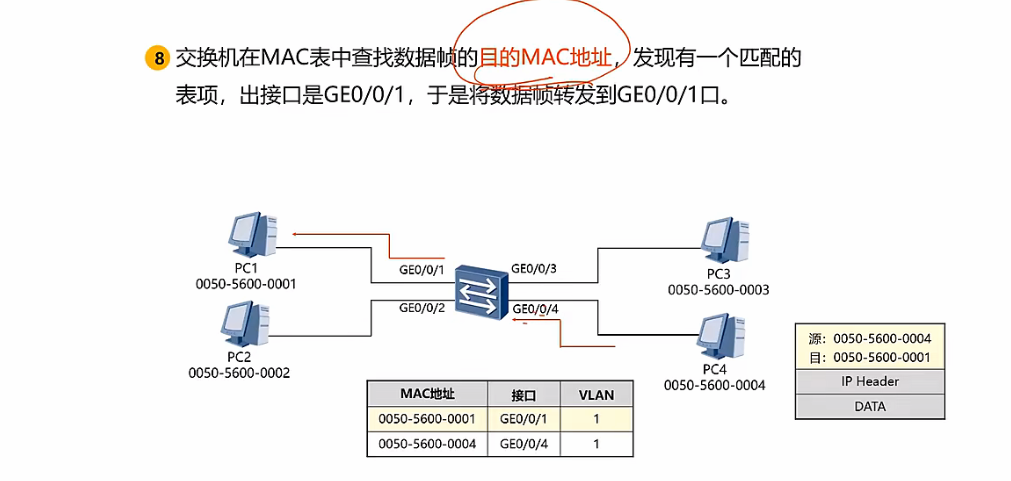 8 交换机在MAC表中查找数据帧的目的MAC地址，发现有一个匹配的
表项，出接口是GE0/0/1，于是将数据帧转发到GE0/0/1口。
PC1
0050-5600-0001
GE0/0/1
GE0/0/3
PC3
0050-5600-0003
PC2
0050-5600-0002
GE0/0/2
GE0/0/4
PC4
0050-5600-0004
源：0050-5600-0004
目：0050-5600-0001
IP Header
DATA
MAC地址 接口 VLAN
0050-5600-0001 GE0/0/1 1
0050-5600-0004 GE0/0/4 1